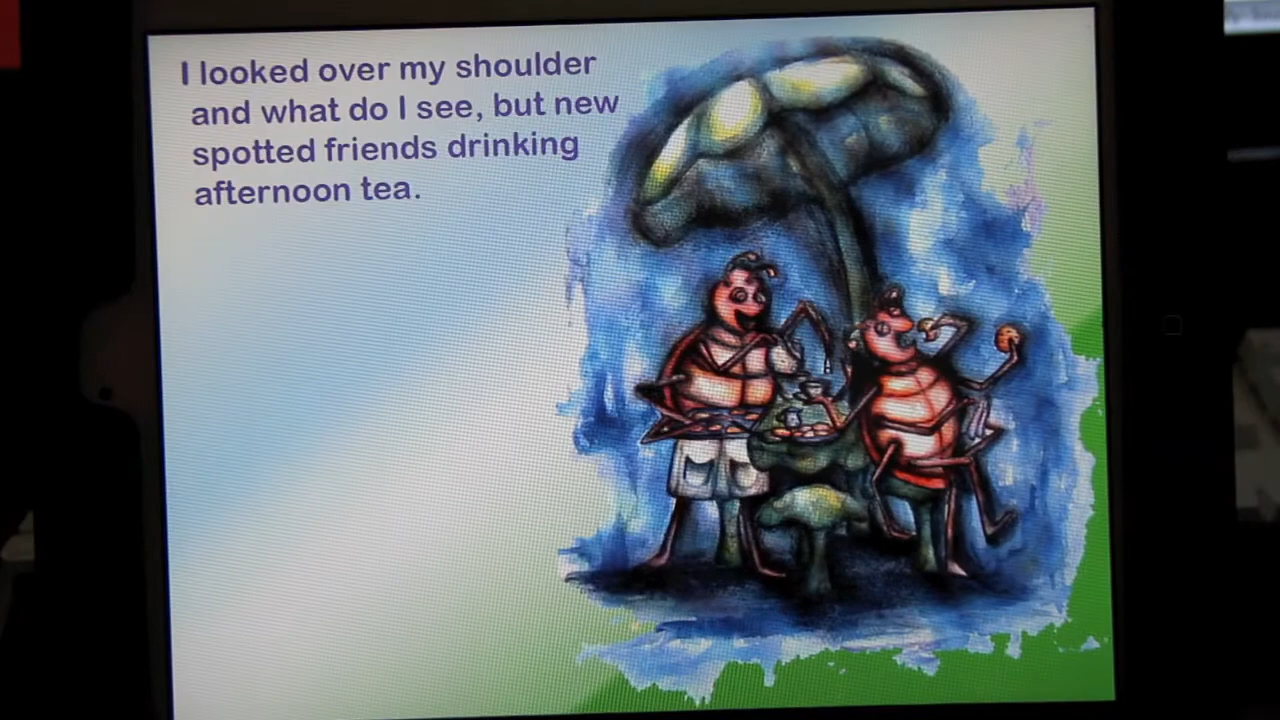 I looked over my shoulder
and what do I see, but new
spotted friends drinking
afternoon tea.